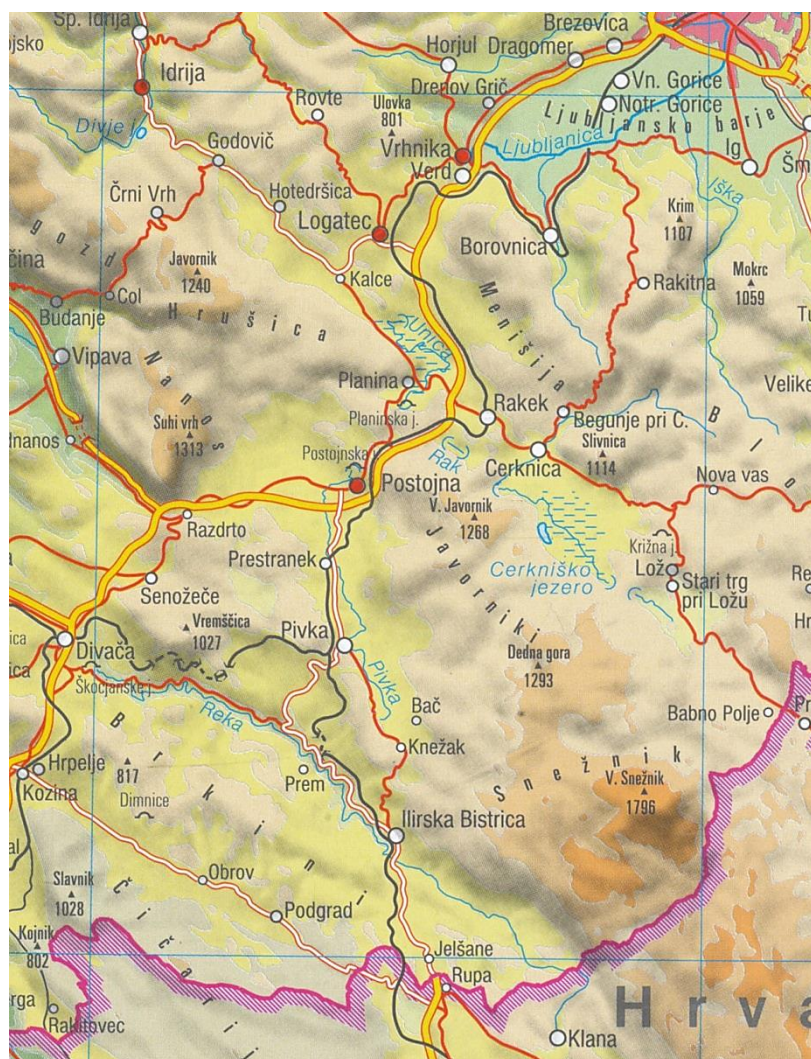 Sp. Idrija
Brezovica
Horjul
Dragomer
Idrija
Vn. Gorice
Drenov Grič
Notr. Gorice
Rovte
Ulovka
801
Ljubljansko barje
Divje j.
Ljubljanica
Godovič
Vrhnika
Verd
Ig
Iška
Črni Vrh
Hotedršica
Krim
1107
Logatec
Borovnica
Javornik
1240
Mokrc
1059
Kalce
Rakitna
Col
Budanje
Hrušica
Menišija
Unica
Vipava
Nanos
Planina
Rakek
Planinska j.
Begunje pri C.
Suhi vrh
1313
Slivnica
1114
Postojnska j.
Rak
Cerknica
Postojna
Nova vas
V. Javornik
1268
Razdrto
Javorniki
Križna j.
Prestranek
Lož
Cerkniško
jezero
Stari trg
pri Ložu
Senožeče
Vremščica
1027
Pivka
Divača
Dedna gora
1293
Škocjanske j.
Pivka
Reka
Bač
Babno Polje
Knežak
Brkini
Snežnik
Hrpelje
817
Prem
V. Snežnik
1796
Kozina
Dimnice
Ilirska Bistrica
Obrov
Slavnik
1028
Podgrad
Kojnik
802
Jelšane
Rupa
Rakitovec
Klana